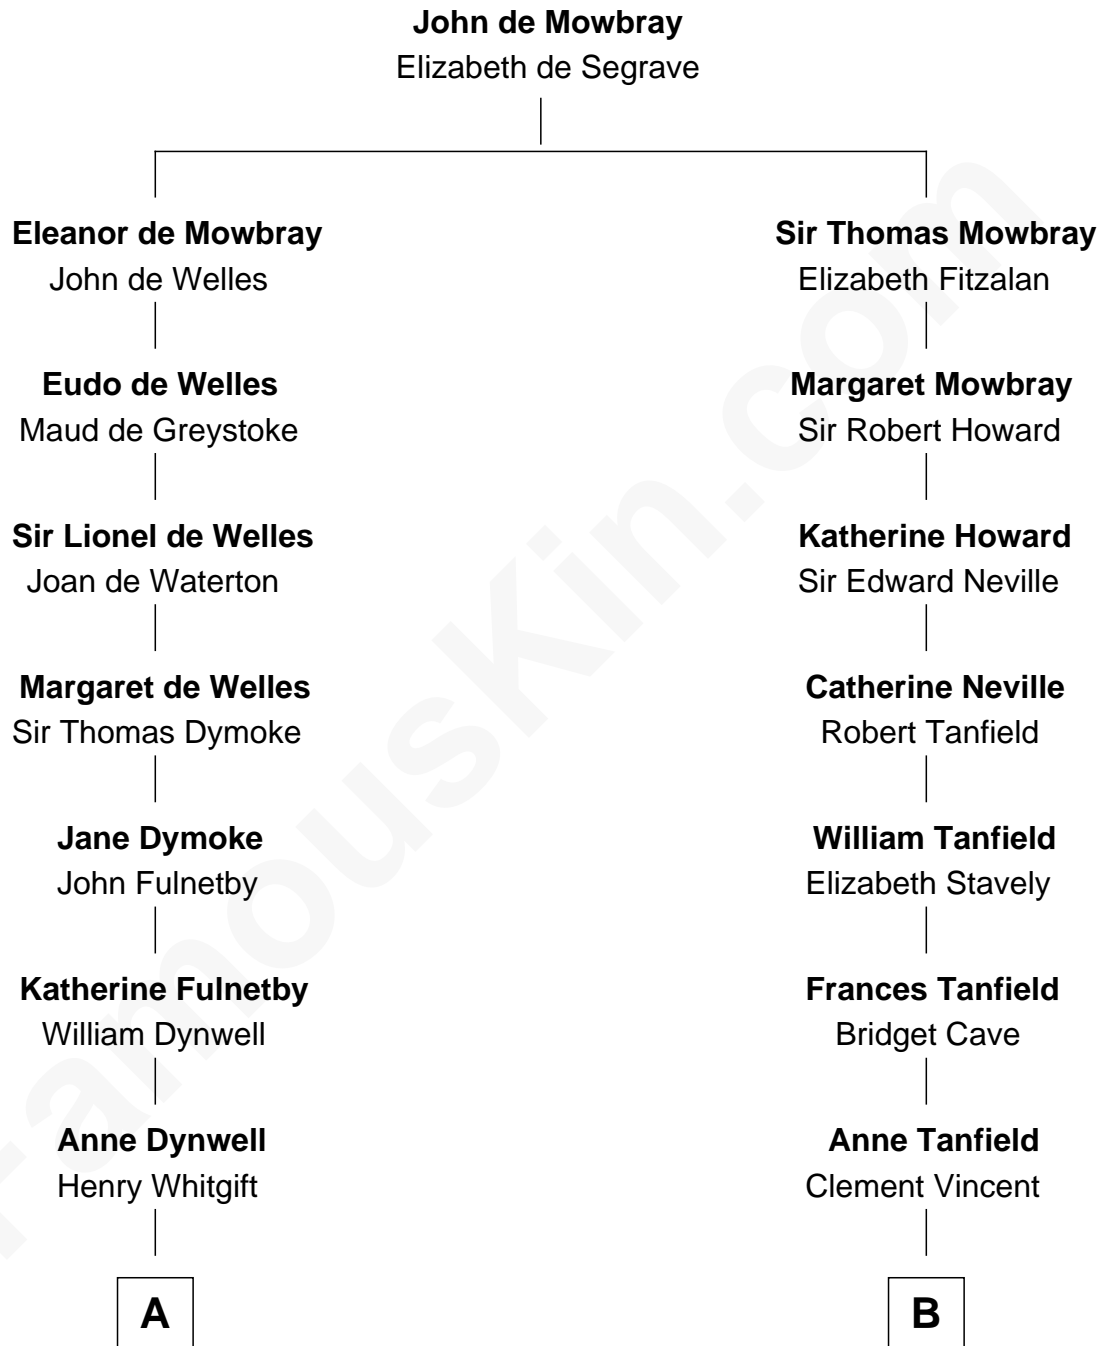 John de Mowbray
Elizabeth de Segrave
Eleanor de Mowbray
John de Welles
Sir Thomas Mowbray
Elizabeth Fitzalan
Eudo de Welles
Maud de Greystoke
Margaret Mowbray
Sir Robert Howard
Sir Lionel de Welles
Joan de Waterton
Katherine Howard
Sir Edward Neville
Margaret de Welles
Sir Thomas Dymoke
Catherine Neville
Robert Tanfield
Jane Dymoke
John Fulnetby
William Tanfield
Elizabeth Stavely
Katherine Fulnetby
William Dynwell
Frances Tanfield
Bridget Cave
Anne Dynwell
Henry Whitgift
Anne Tanfield
Clement Vincent
A
B
FamousKin.com